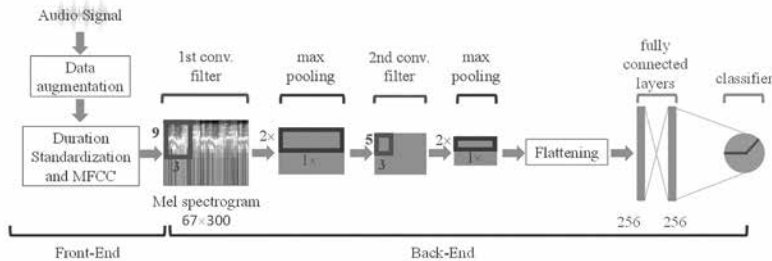 Audio Signal
Data
augmentation
Duration
Standardization
and MFCC
1st conv.
filter
9
3
Mel spectrogram
67×300
max
pooling
2×
1×
2nd conv.
filter
5
3
max
pooling
2×
1×
Flattening
fully
connected
layers
256
256
classifier
Front-End
Back-End